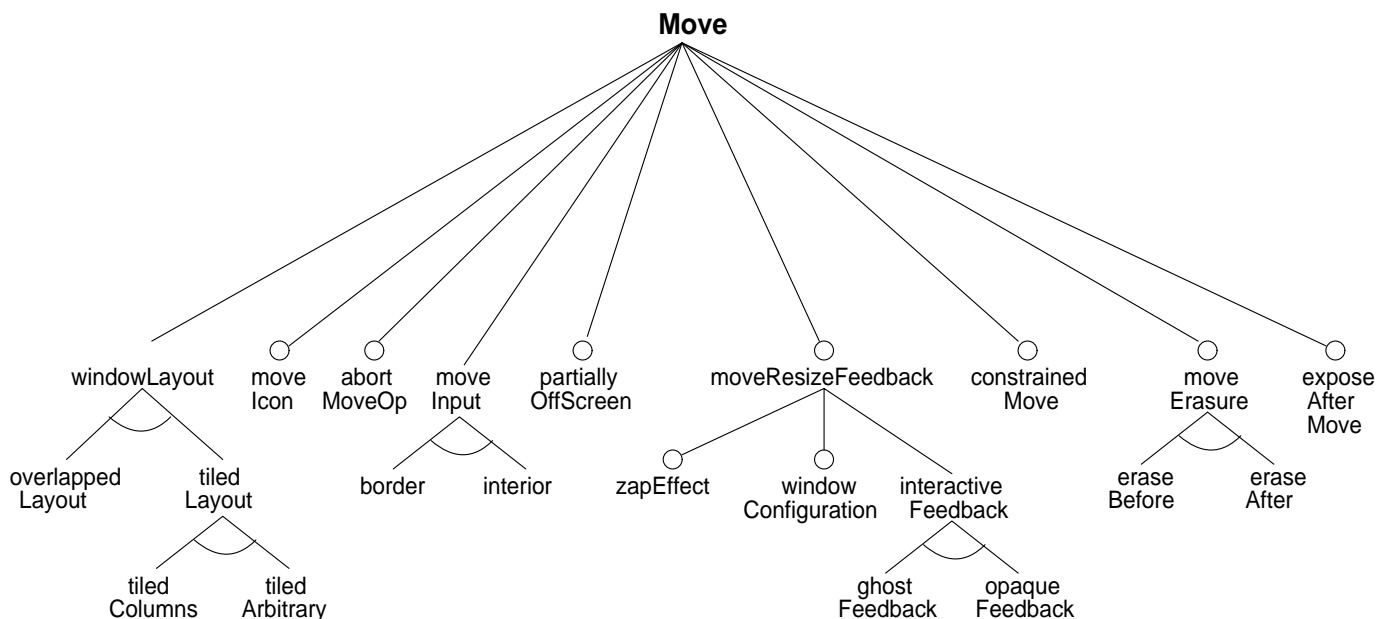 Move
windowLayout
move
Icon
abort
MoveOp
move
Input
partially
OffScreen
moveResizeFeedback
constrained
Move
move
Erasure
expose
After
Move
overlapped
Layout
tiled
Layout
border
interior
zapEffect
window
Configuration
interactive
Feedback
erase
Before
erase
After
tiled
Columns
tiled
Arbitrary
ghost
Feedback
opaque
Feedback